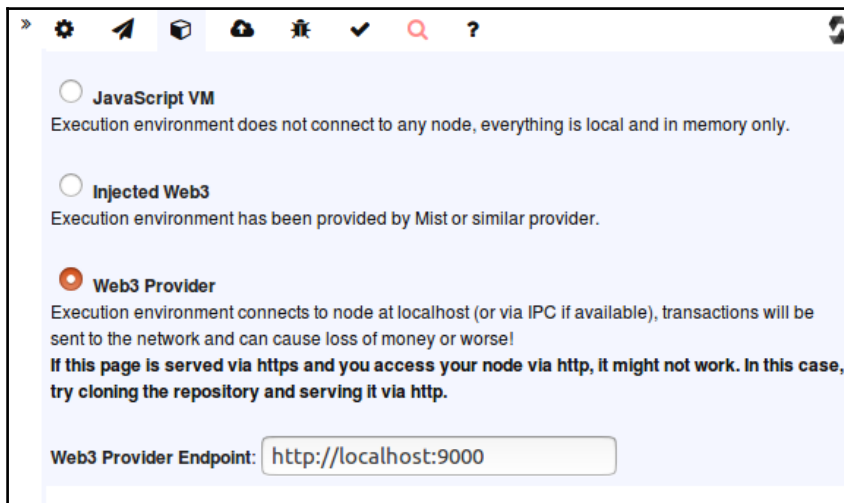 »
?
JavaScript VM
Execution environment does not connect to any node, everything is local and in memory only.
Injected Web3
Execution environment has been provided by Mist or similar provider.
Web3 Provider
Execution environment connects to node at localhost (or via IPC if available), transactions will be
sent to the network and can cause loss of money or worse!
If this page is served via https and you access your node via http, it might not work. In this case,
try cloning the repository and serving it via http.
Web3 Provider Endpoint: http://localhost:9000